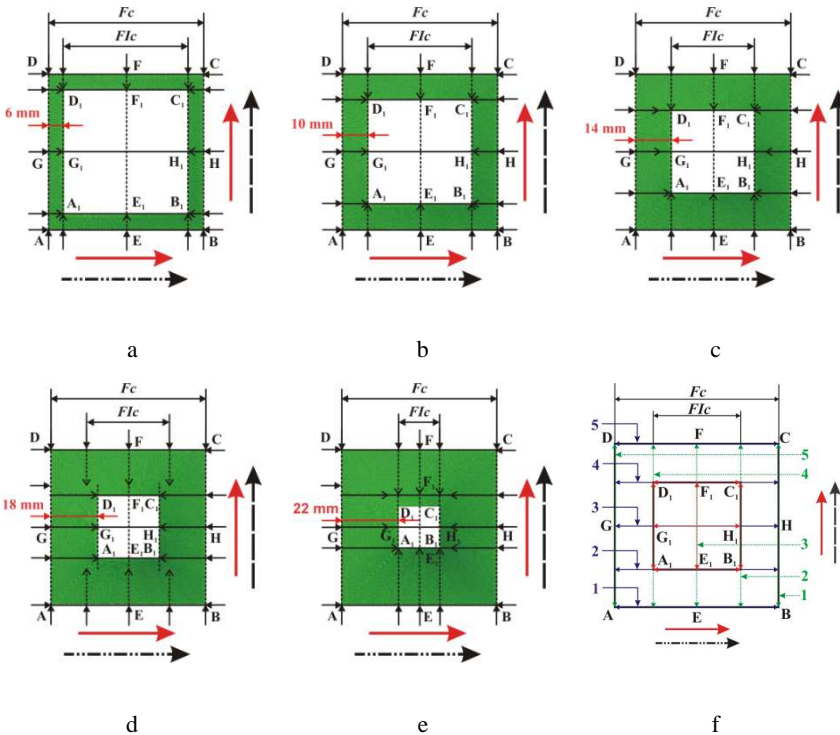 Fc
FIc
D F C
D₁ F₁ C₁
6 mm
G G₁ H₁ H
A₁ E₁ B₁
A E B
a
Fc
FIc
D F C
D₁ F₁ C₁
10 mm
G G₁ H₁ H
A₁ E₁ B₁
A E B
b
Fc
FIc
D F C
D₁ F₁ C₁
14 mm
G G₁ H₁ H
A₁ E₁ B₁
A E B
c
Fc
FIc
D F C
18 mm D₁ F₁ C₁
G G₁ H₁ H
A₁ E₁ B₁
A E B
d
Fc
FIc
D F C
F₁
22 mm D₁ C₁
G G₁ H₁ H
A₁ B₁
E₁
A E B
e
Fc
FIc
5
D F C
5
4 4
D₁ F₁ C₁
3
G G₁ H₁ H
3
2 A₁ E₁ B₁
2
1 1
A E B
f